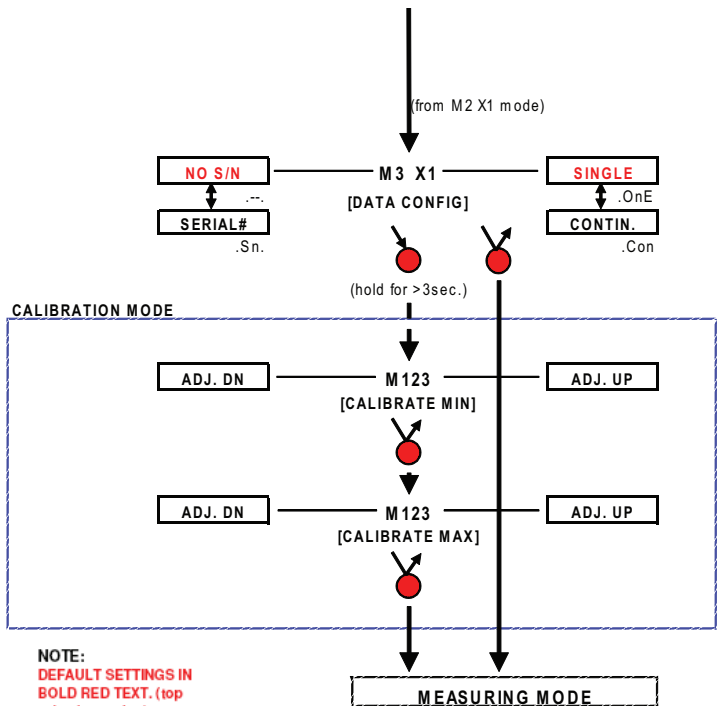 (from M2 X1 mode)
NO S/N
M3 X1
SINGLE
.--.
[DATA CONFIG]
.OnE
SERIAL#
CONTIN.
.Sn.
.Con
(hold for >3sec.)
CALIBRATION MODE
ADJ. DN
M123
ADJ. UP
[CALIBRATE MIN]
ADJ. DN
M123
ADJ. UP
[CALIBRATE MAX]
NOTE:
DEFAULT SETTINGS IN
BOLD RED TEXT. (top
MEASURING MODE